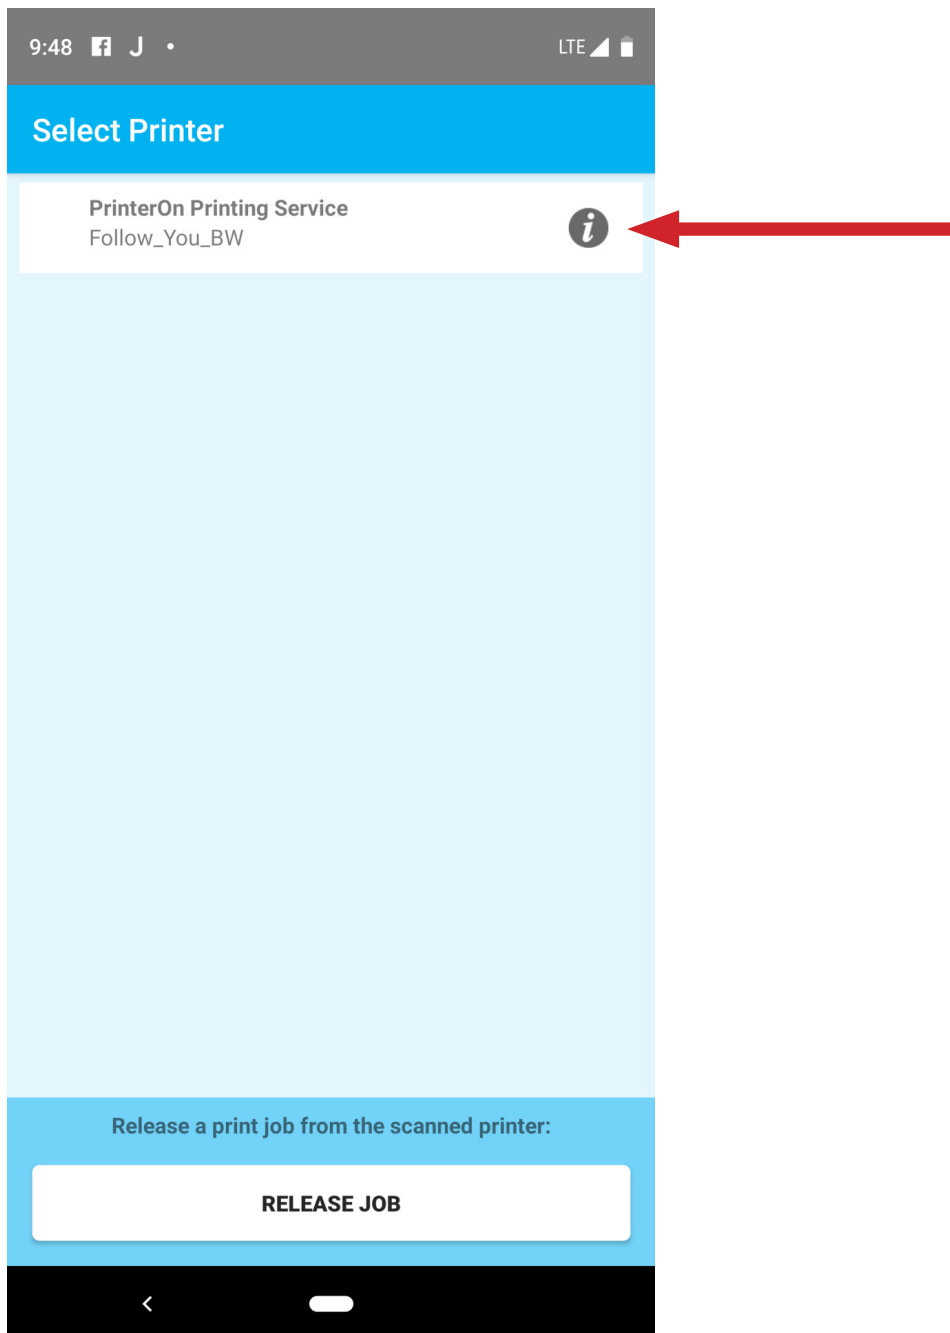 9:48 J LTE
Select Printer
PrinterOn Printing Service
Follow_You_BW
i
Release a print job from the scanned printer:
RELEASE JOB